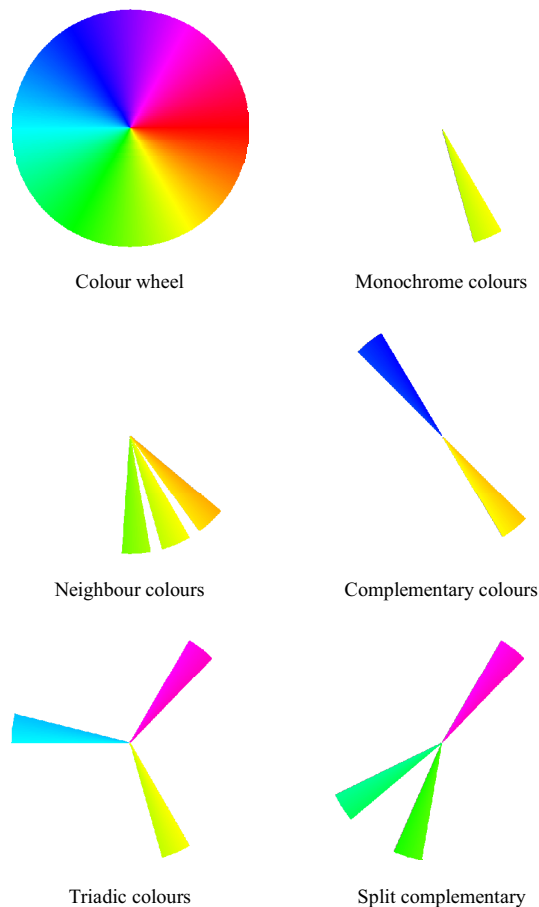 Colour wheel
Monochrome colours
Neighbour colours
Complementary colours
Triadic colours
Split complementary